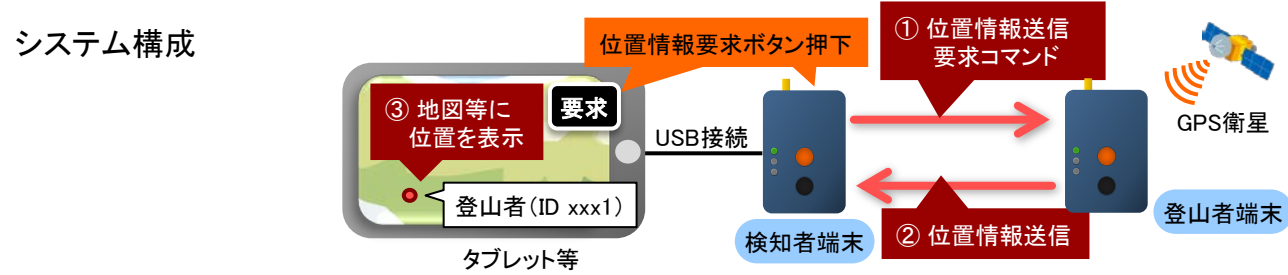 システム構成
位置情報要求ボタン押下
① 位置情報送信
要求コマンド
③ 地図等に
位置を表示
要求
USB接続
GPS衛星
登山者(ID xxx1)
登山者端末
検知者端末
② 位置情報送信
タブレット等